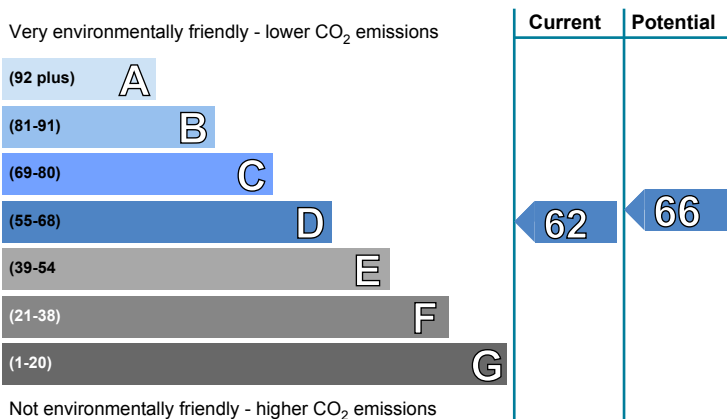 Current Potential
Very environmentally friendly - lower CO2 emissions
(92 plus) A
(81-91) B
(69-80) C
(55-68) D 62 66
(39-54 E
(21-38) F
(1-20) G
Not environmentally friendly - higher CO2 emissions